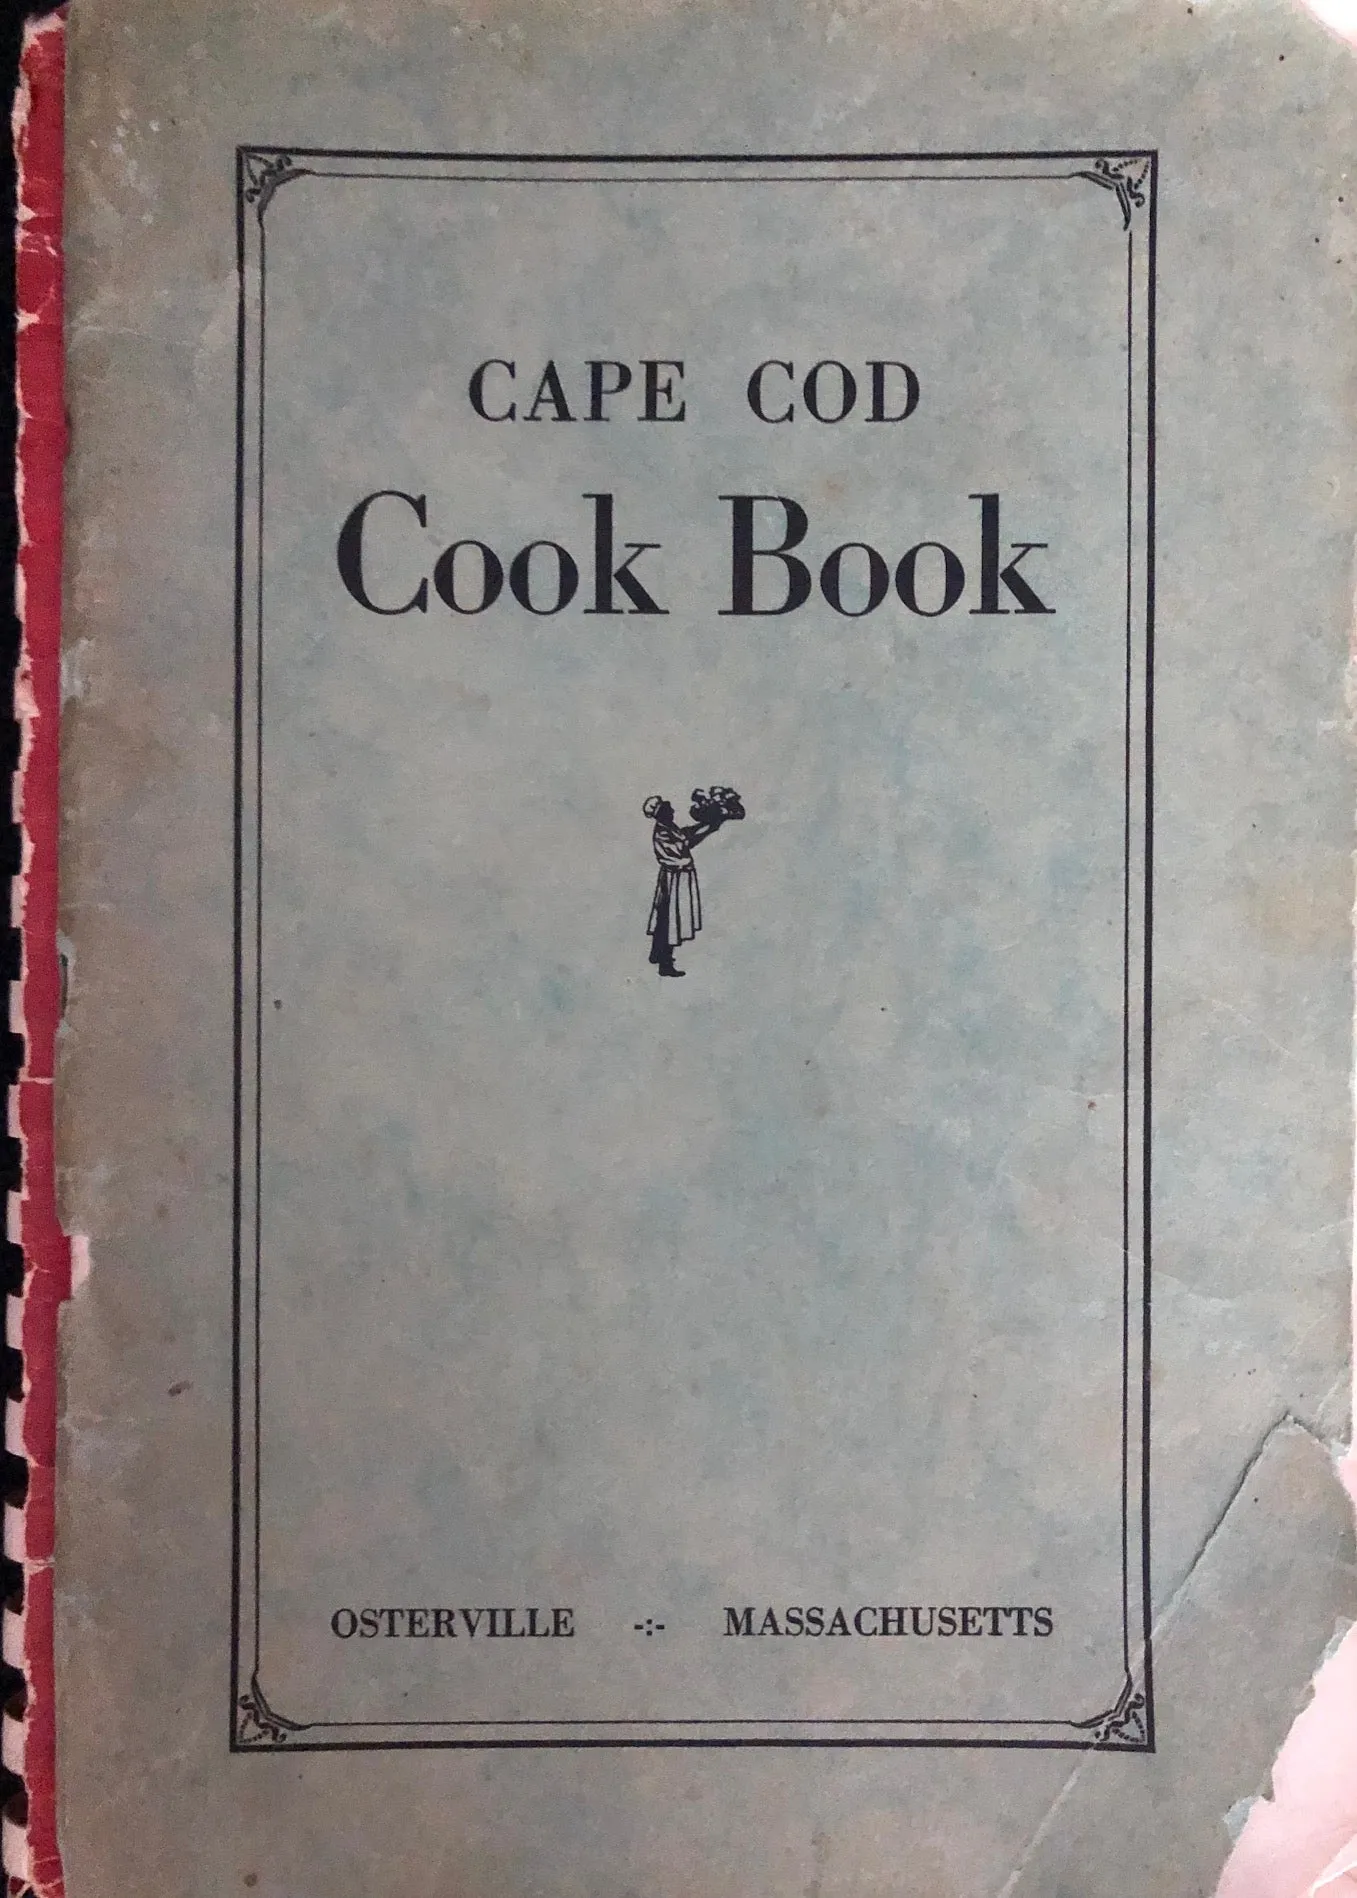 CAPE COD
Cook Book
OSTERVILLE -:- MASSACHUSETTS